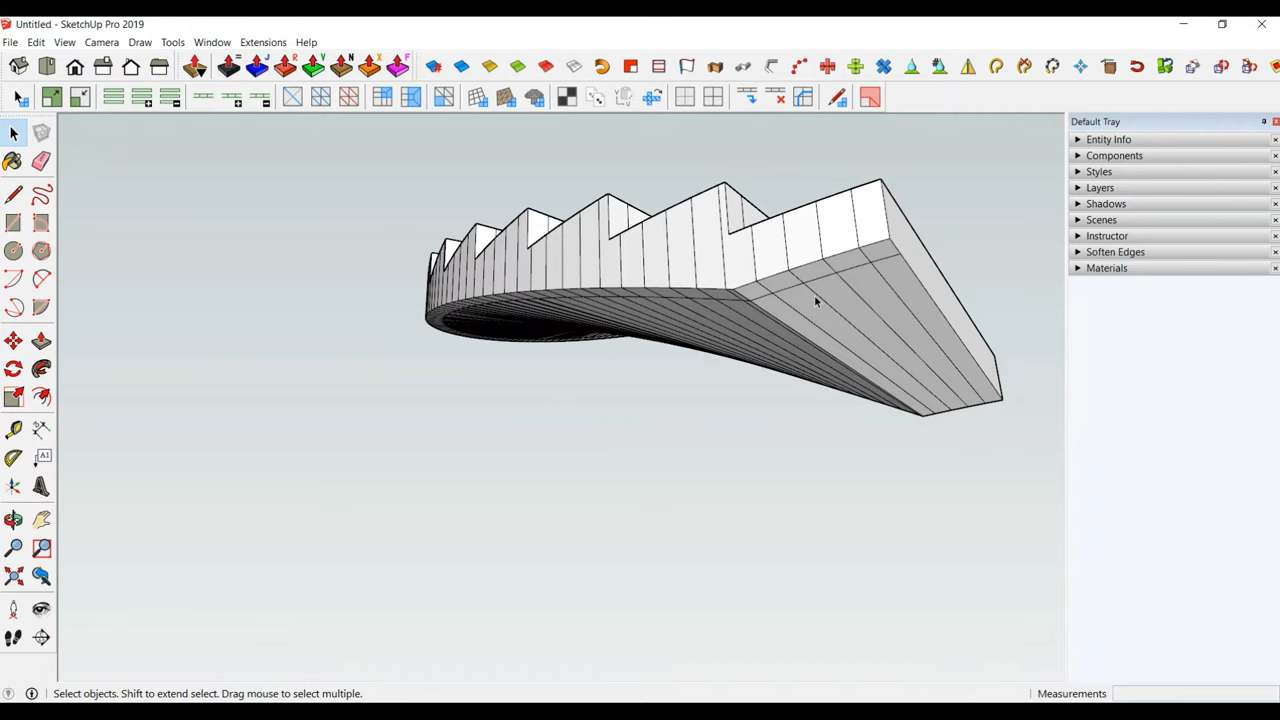 Untitled - SketchUp Pro 2019
File Edit View Camera Draw Tools Window Extensions Help
Default Tray
Entity Info
Components
Styles
Layers
Shadows
Scenes
Instructor
Soften Edges
Materials
Select objects. Shift to extend select. Drag mouse to select multiple.
Measurements